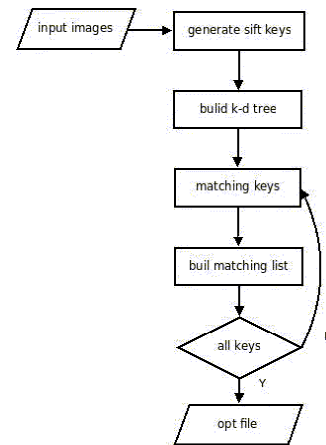 input images
generate sift keys
bulid k-d tree
matching keys
buil matching list
all keys
Y
opt file